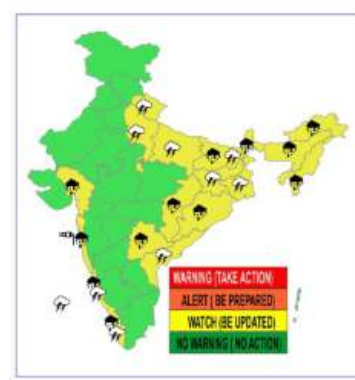 WARNING (TAKE ACTION)
ALERT ( BE PREPARED)
WATCH (BE UPDATED)
NO WARNING ( NO ACTION)